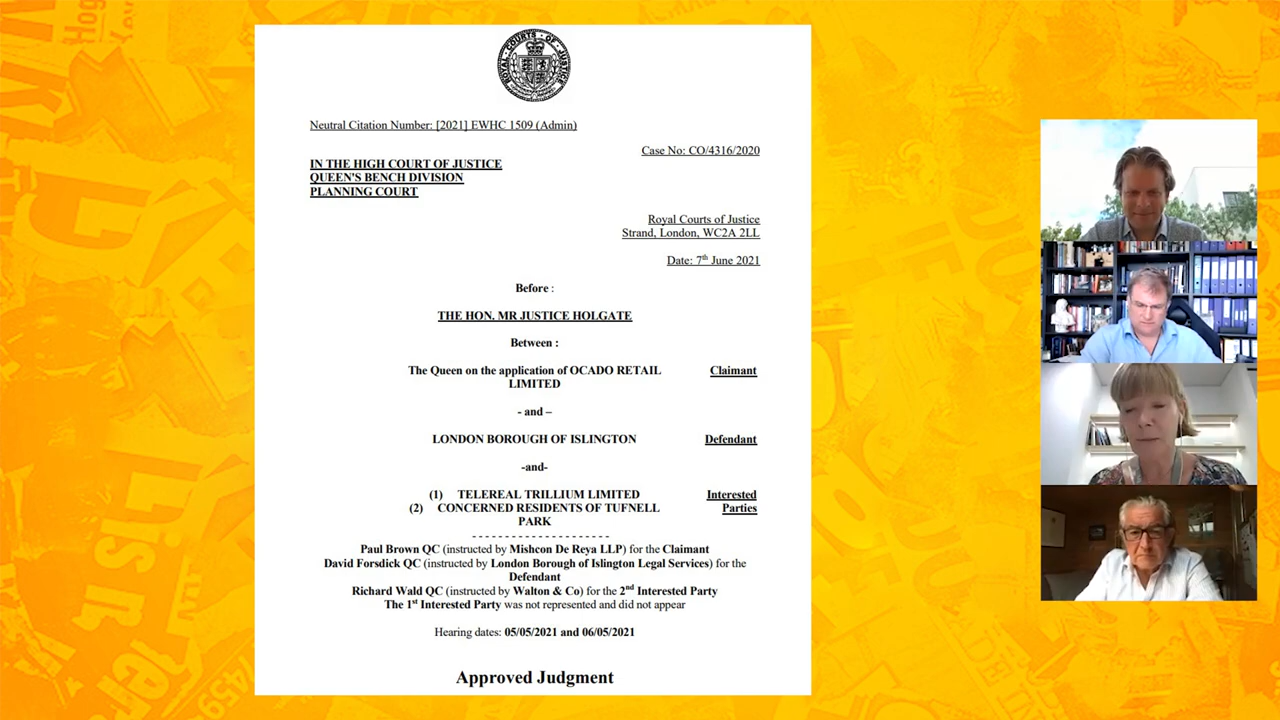 ROYAL COURTS OF JUSTICE
Neutral Citation Number: [2021] EWHC 1509 (Admin)
Case No: CO/4316/2020
IN THE HIGH COURT OF JUSTICE
QUEEN'S BENCH DIVISION
PLANNING COURT
Royal Courts of Justice
Strand, London, WC2A 2LL
Date: 7th June 2021
Before :
THE HON. MR JUSTICE HOLGATE
Between :
The Queen on the application of OCADO RETAIL Claimant
LIMITED
- and –
LONDON BOROUGH OF ISLINGTON Defendant
-and-
(1) TELEREAL TRILLIUM LIMITED Interested
(2) CONCERNED RESIDENTS OF TUFNELL Parties
PARK
- - - - - - - - - - - - - - - - - - - - -
Paul Brown QC (instructed by Mishcon De Reya LLP) for the Claimant
David Forsdick QC (instructed by London Borough of Islington Legal Services) for the
Defendant
Richard Wald QC (instructed by Walton & Co) for the 2nd Interested Party
The 1st Interested Party was not represented and did not appear
Hearing dates: 05/05/2021 and 06/05/2021
Approved Judgment